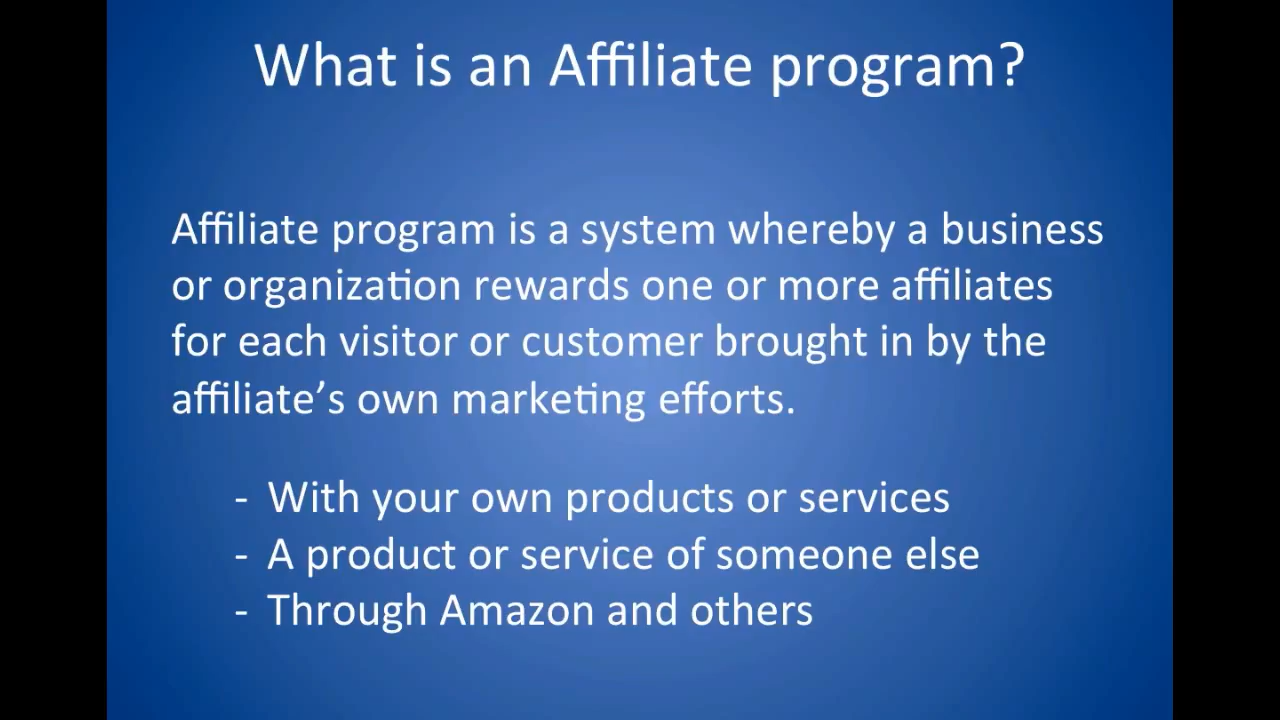 What is an Affiliate program?
Affiliate program is a system whereby a business
or organization rewards one or more affiliates
for each visitor or customer brought in by the
affiliate’s own marketing efforts.
- With your own products or services
- A product or service of someone else
- Through Amazon and others